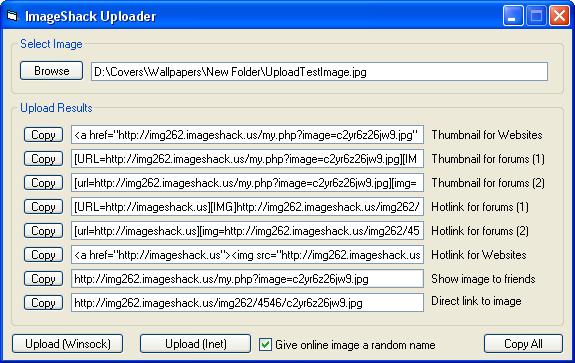 ImageShack Uploader
Select Image
Browse D:\Covers\Wallpapers\New Folder\UploadTestImage.jpg
Upload Results
Copy <a href="http://img262.imageshack.us/my.php?image=c2yr6z26jw9.jpg" Thumbnail for Websites
Copy [URL=http://img262.imageshack.us/my.php?image=c2yr6z26jw9.jpg][IM Thumbnail for forums (1)
Copy [url=http://img262.imageshack.us/my.php?image=c2yr6z26jw9.jpg][img= Thumbnail for forums (2)
Copy [URL=http://imageshack.us][IMG]http://img262.imageshack.us/img262/ Hotlink for forums (1)
Copy [url=http://imageshack.us][img=http://img262.imageshack.us/img262/45 Hotlink for forums (2)
Copy <a href="http://imageshack.us"><img src="http://img262.imageshack.us Hotlink for Websites
Copy http://img262.imageshack.us/my.php?image=c2yr6z26jw9.jpg Show image to friends
Copy http://img262.imageshack.us/img262/4546/c2yr6z26jw9.jpg Direct link to image
Upload (Winsock) Upload (Inet) Give online image a random name Copy All